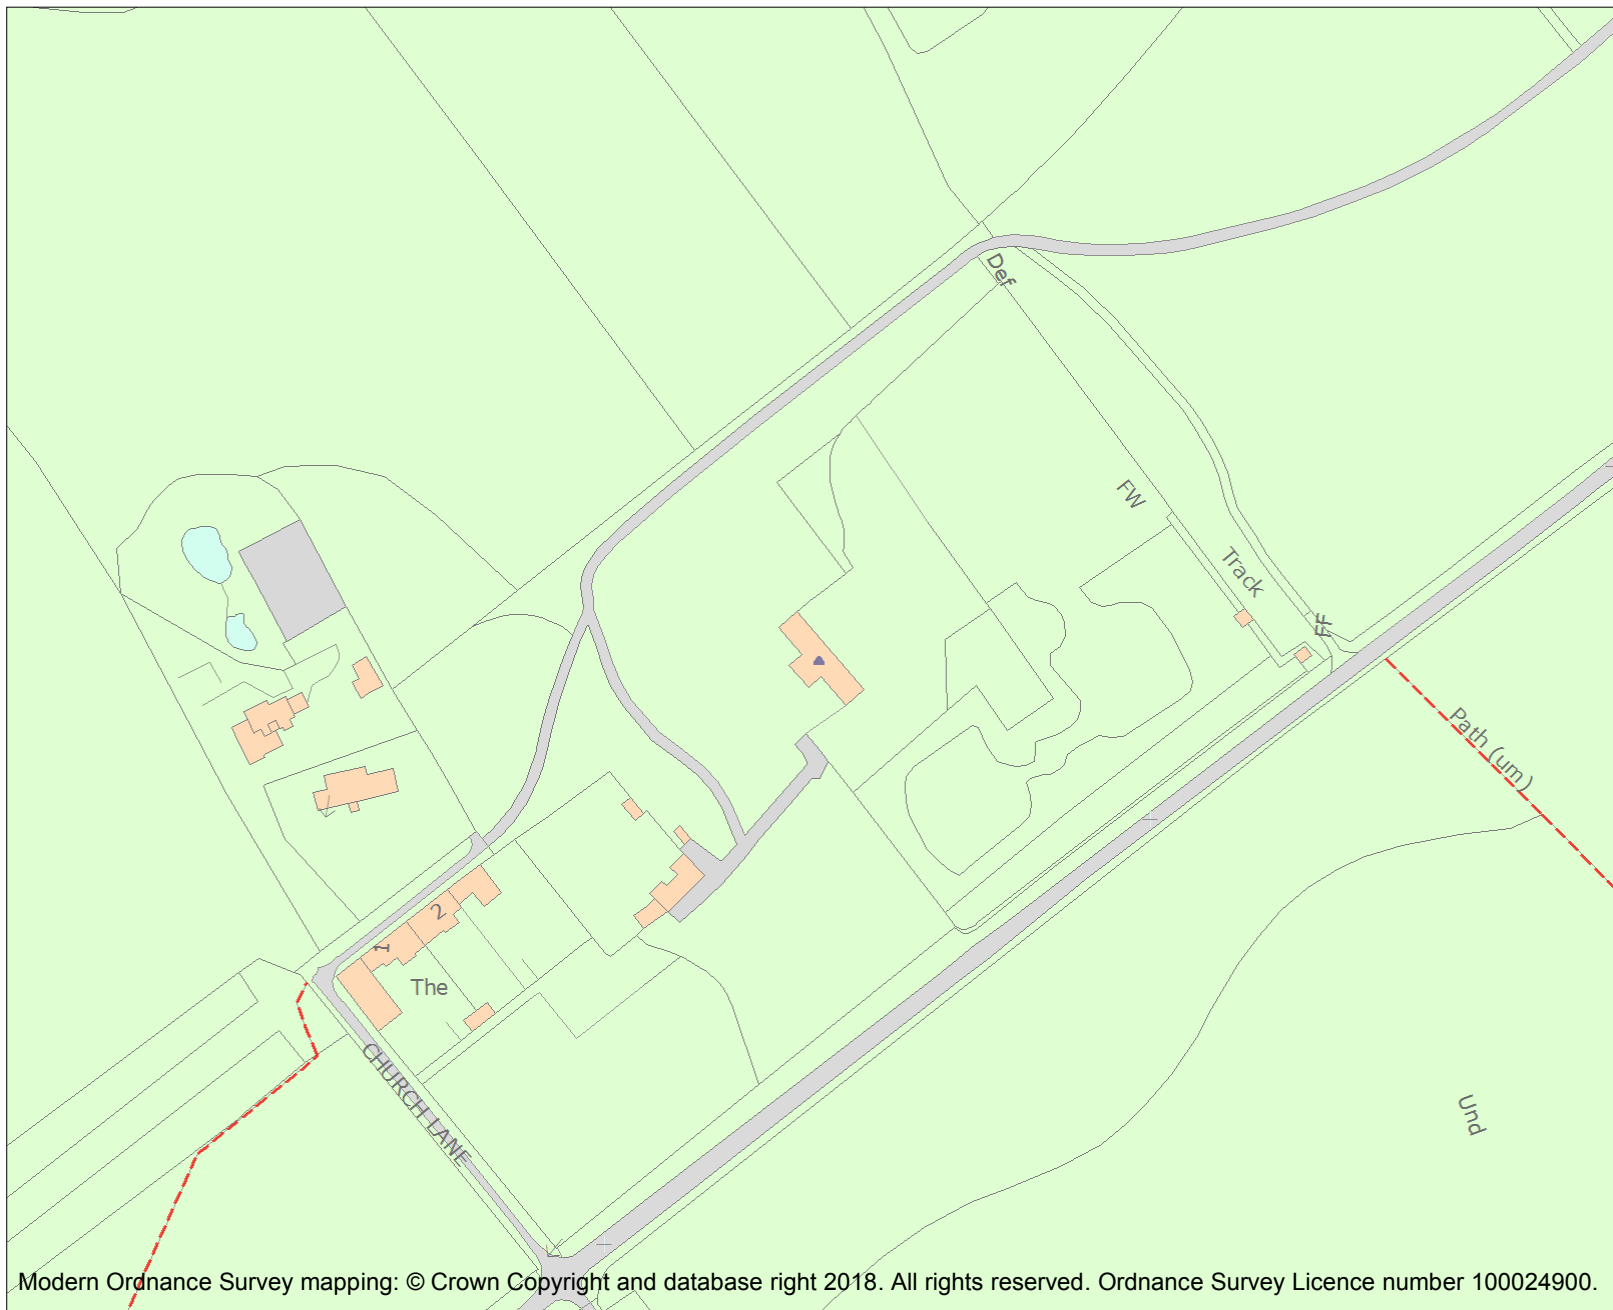 Def
FW
Track
FF
Path (um)
2
1
The
CHURCH LANE
Und
Modern Ordnance Survey mapping: © Crown Copyright and database right 2018. All rights reserved. Ordnance Survey Licence number 100024900.